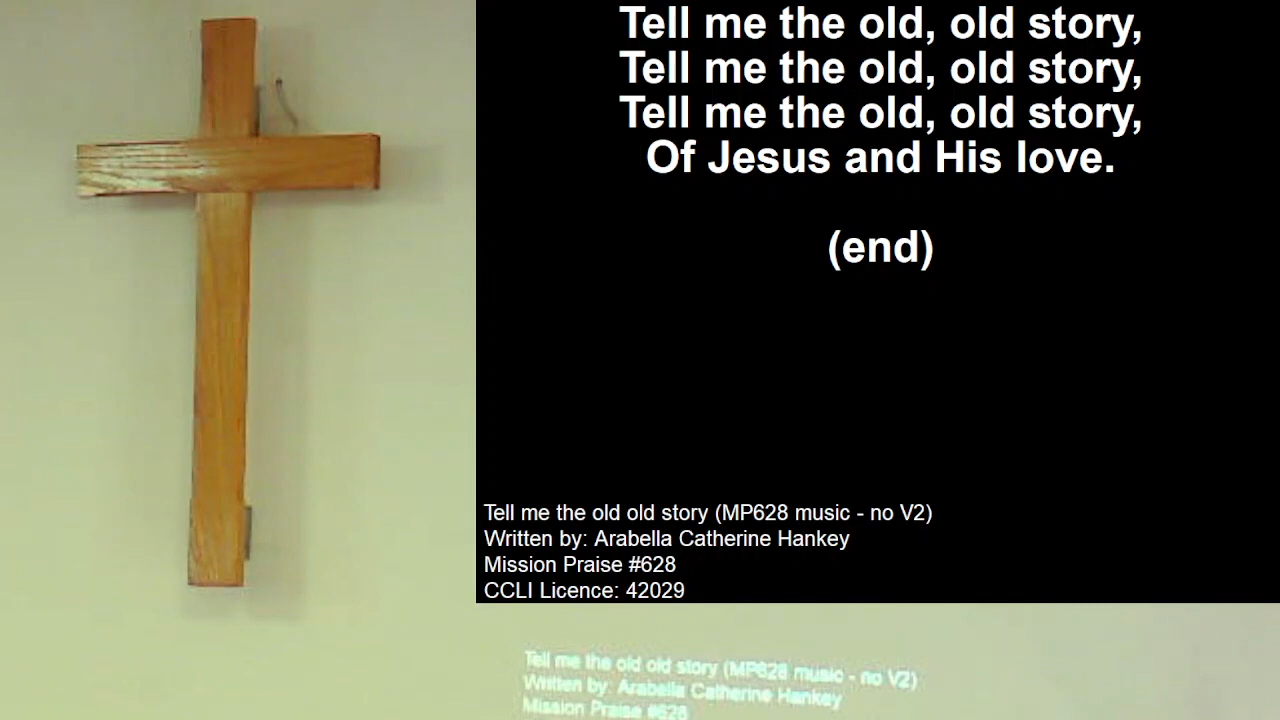 Tell me the old, old story,
Tell me the old, old story,
Tell me the old, old story,
Of Jesus and His love.
(end)
Tell me the old old story (MP628 music - no V2)
Written by: Arabella Catherine Hankey
Mission Praise #628
CCLI Licence: 42029
Tell me the old old story (MP628 music - no V2)
Written by: Arabella Catherine Hankey
Mission Praise #628